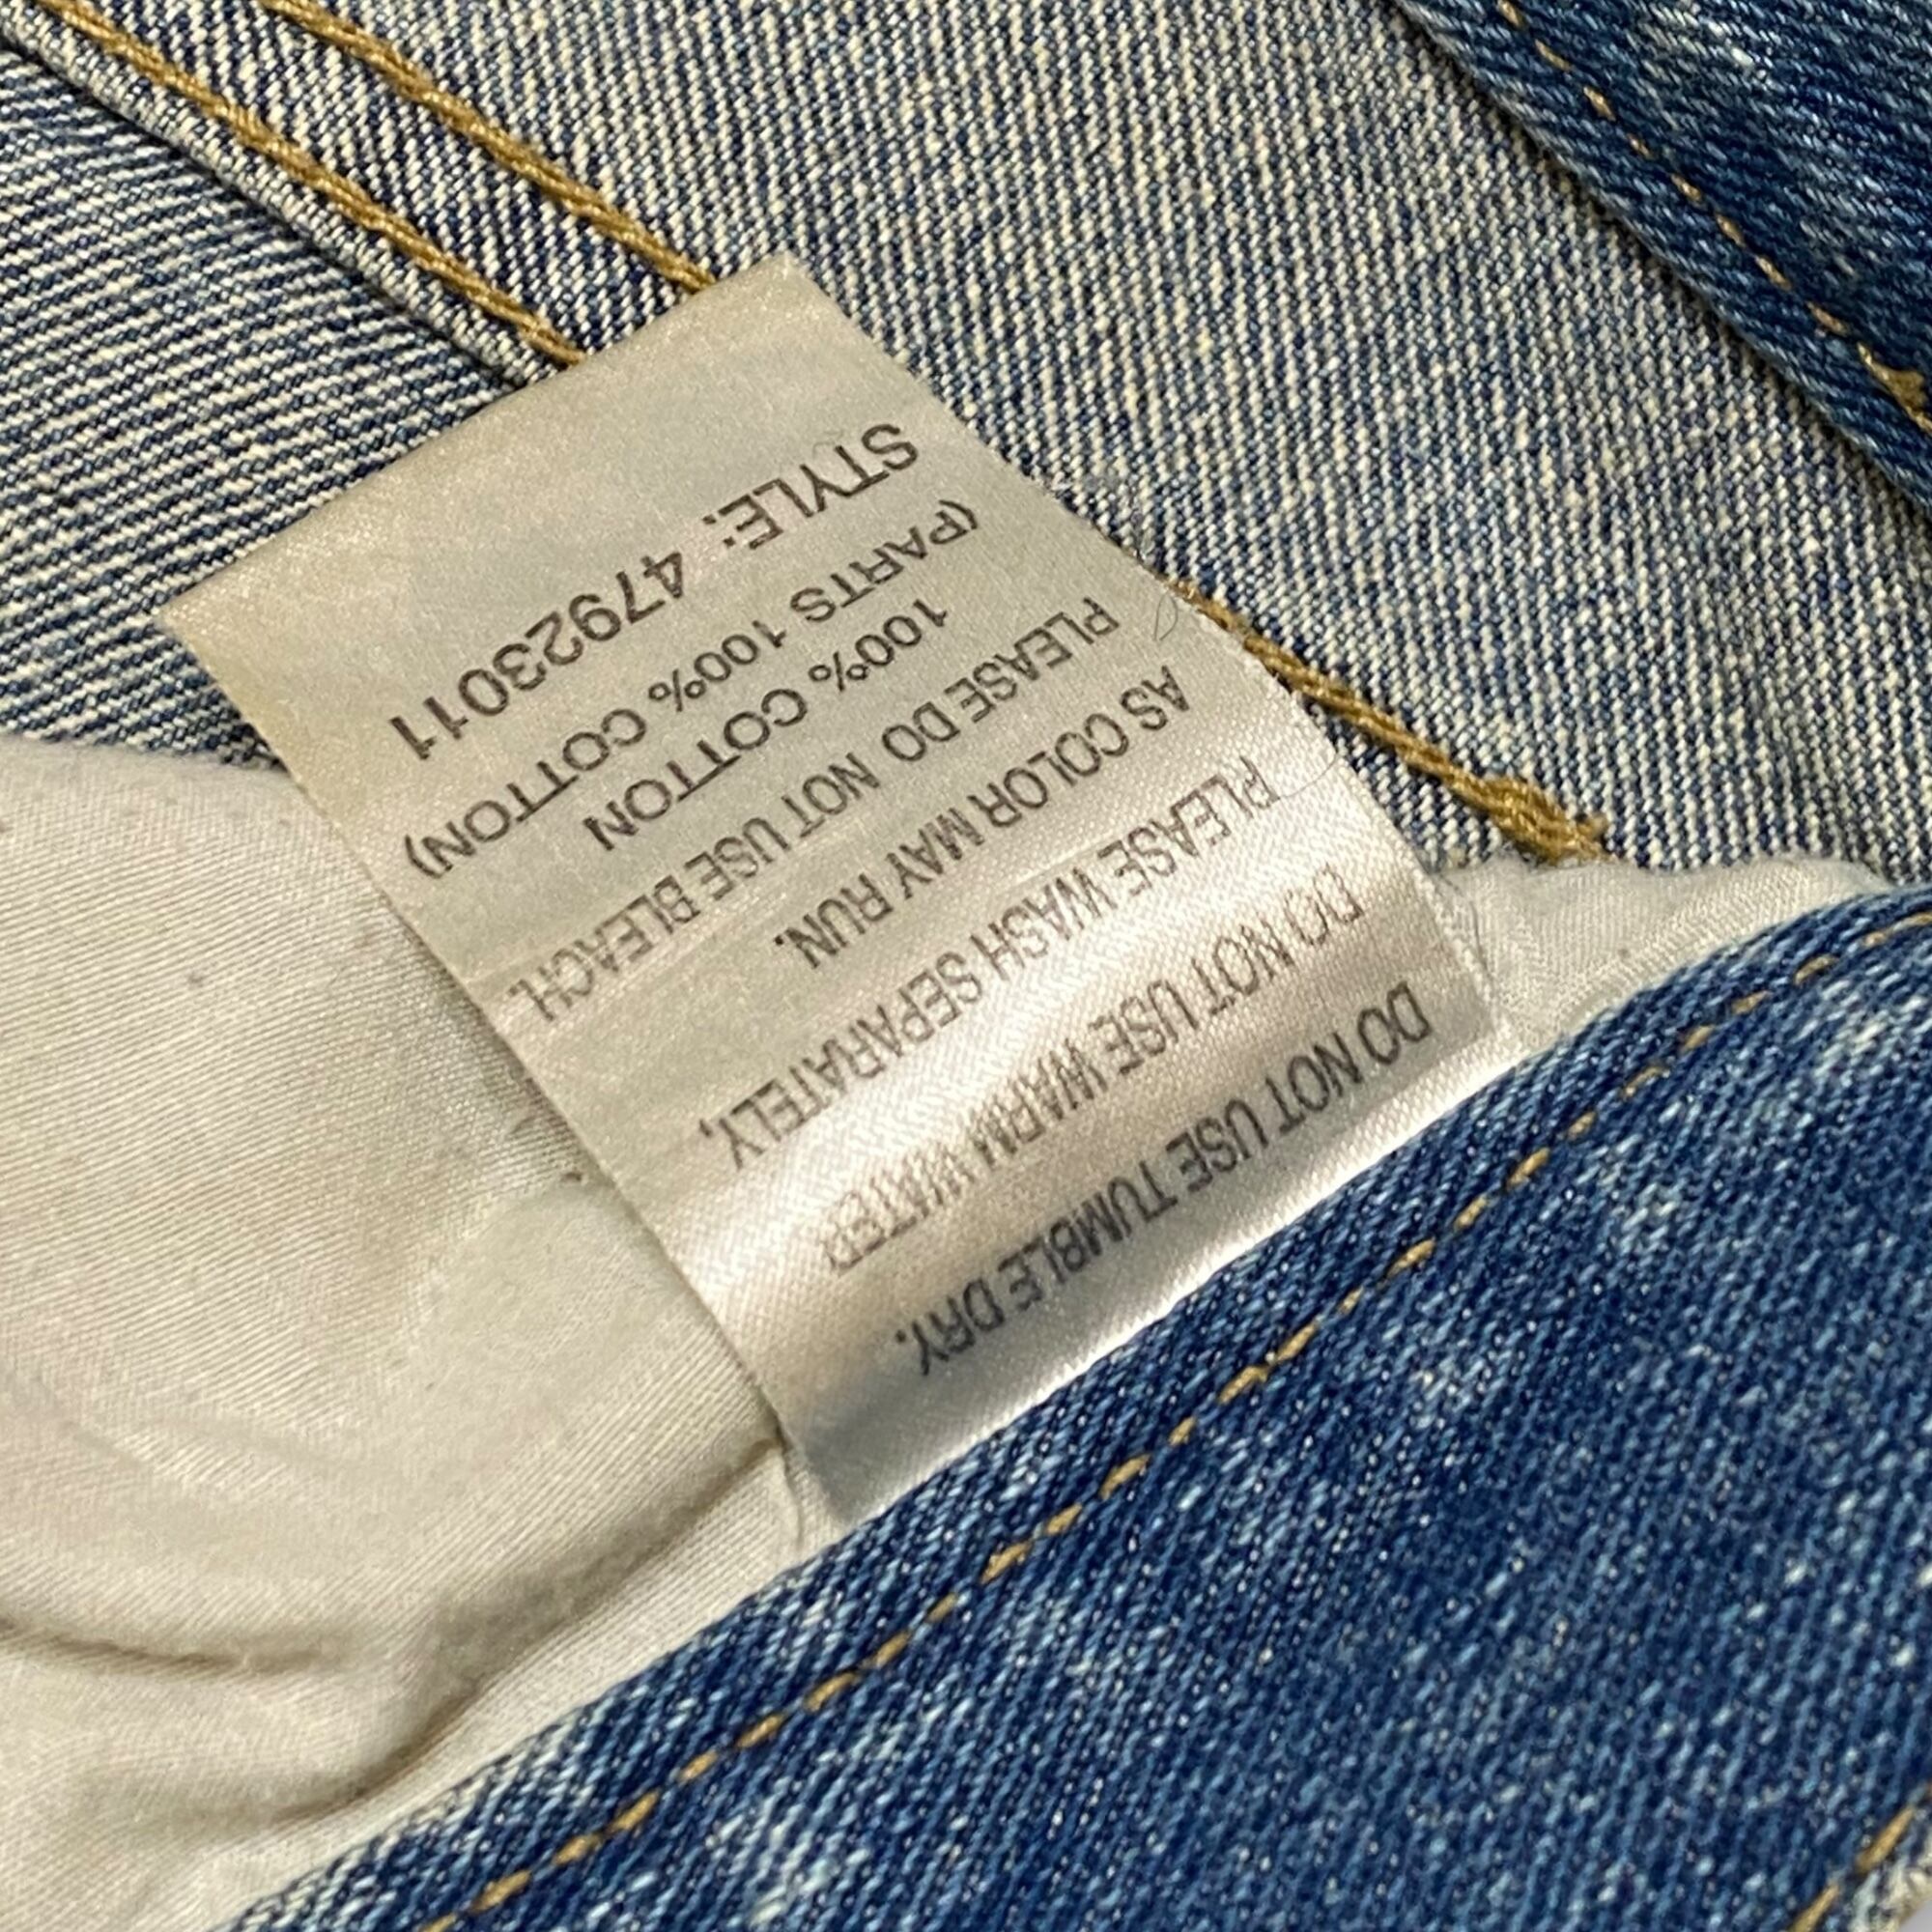 STYLE: 47923011
(PARTS 100% COTTON)
100% COTTON
PLEASE DO NOT USE BLEACH.
AS COLOR MAY RUN.
PLEASE WASH SEPARATELY,
DO NOT USE WARM WATER
DO NOT USE TUMBLE DRY.